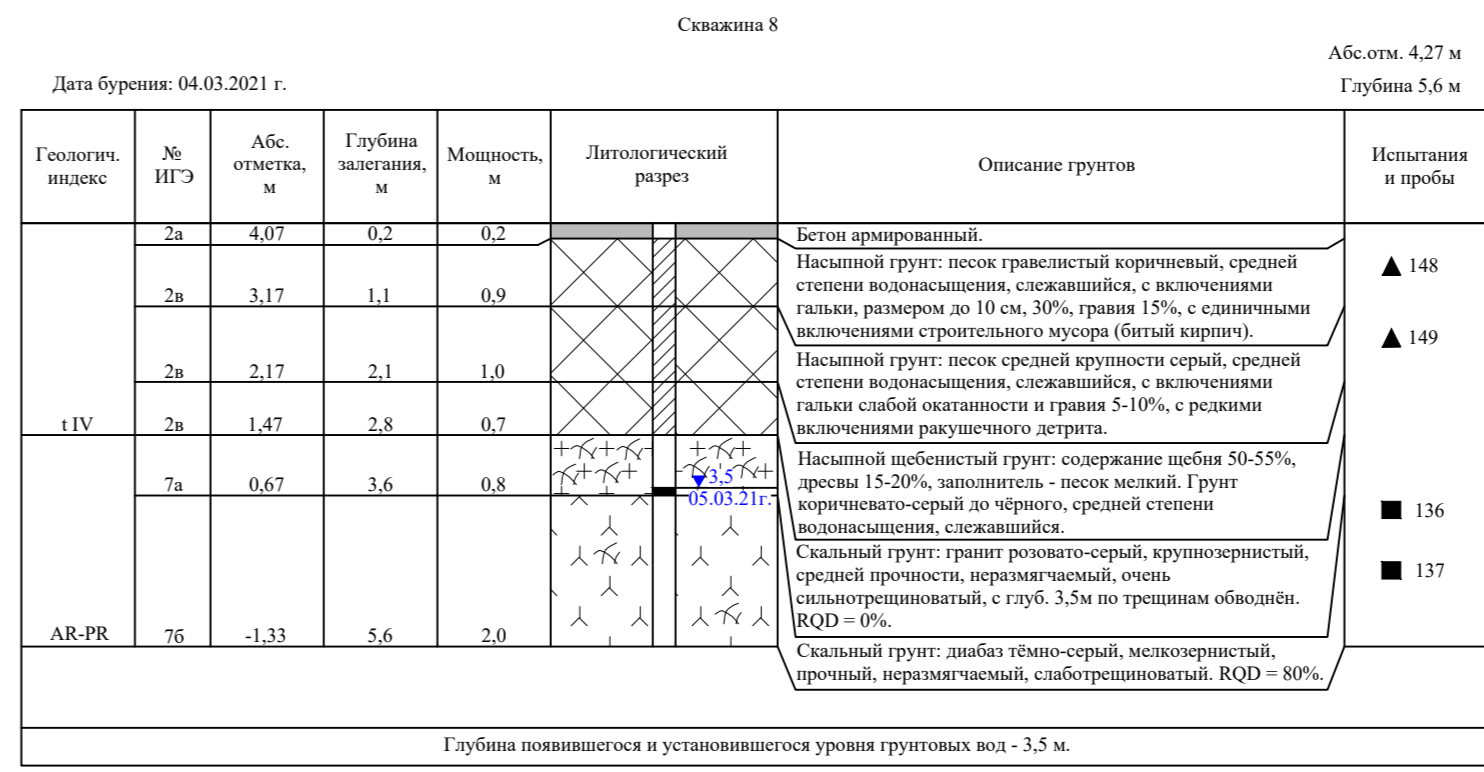 Скважина 8
Абс.отм. 4,27 м
Дата бурения: 04.03.2021 г.
Глубина 5,6 м
Геологич.
индекс
№
ИГЭ
Абс.
отметка,
м
Глубина
залегания,
м
Мощность,
м
Литологический
разрез
Описание грунтов
Испытания
и пробы
2а 4,07 0,2 0,2
Бетон армированный.
2в 3,17 1,1 0,9
Насыпной грунт: песок гравелистый коричневый, средней
степени водонасыщения, слежавшийся, с включениями
гальки, размером до 10 см, 30%, гравия 15%, с единичными
включениями строительного мусора (битый кирпич).
148
149
2в 2,17 2,1 1,0
Насыпной грунт: песок средней крупности серый, средней
степени водонасыщения, слежавшийся, с включениями
гальки слабой окатанности и гравия 5-10%, с редкими
включениями ракушечного детрита.
t IV 2в 1,47 2,8 0,7
Насыпной щебенистый грунт: содержание щебня 50-55%,
дресвы 15-20%, заполнитель - песок мелкий. Грунт
коричневато-серый до чёрного, средней степени
водонасыщения, слежавшийся.
7а 0,67 3,6 0,8
3,5
05.03.21г.
Скальный грунт: гранит розовато-серый, крупнозернистый,
средней прочности, неразмягчаемый, очень
сильнотрещиноватый, с глуб. 3,5м по трещинам обводнён.
RQD = 0%.
136
137
AR-PR 7б -1,33 5,6 2,0
Скальный грунт: диабаз тёмно-серый, мелкозернистый,
прочный, неразмягчаемый, слаботрещиноватый. RQD = 80%.
Глубина появившегося и установившегося уровня грунтовых вод - 3,5 м.